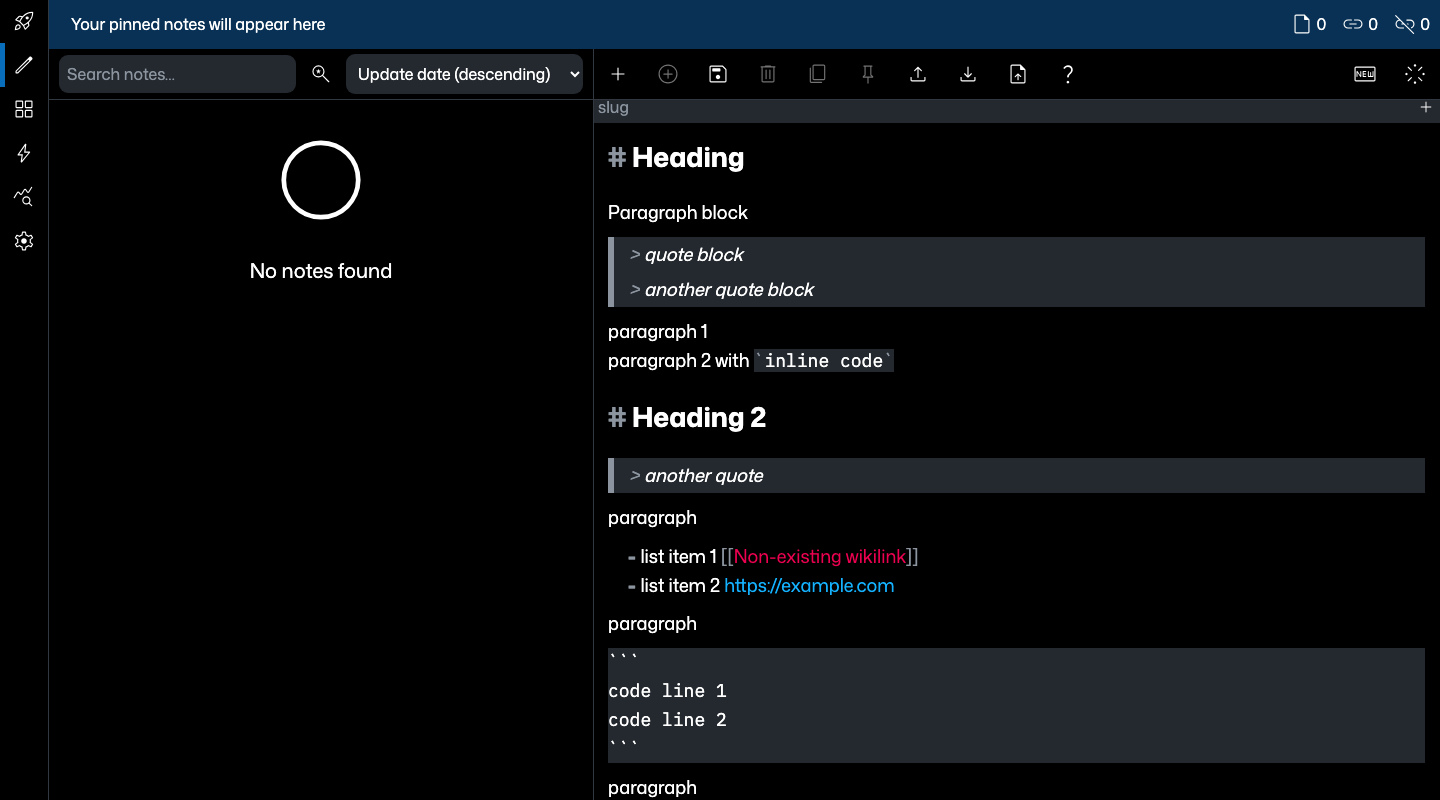 Your pinned notes will appear here
0 0 0
Search notes...
Update date (descending)
NEW
slug
# Heading
Paragraph block
> quote block
> another quote block
paragraph 1
paragraph 2 with `inline code`
# Heading 2
> another quote
paragraph
- list item 1 [[Non-existing wikilink]]
- list item 2 https://example.com
paragraph
```
code line 1
code line 2
```
paragraph
No notes found